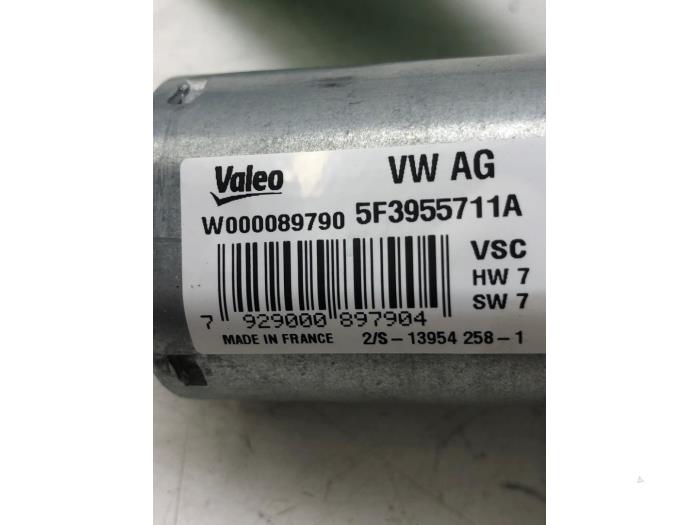 Valeo VW AG
W000089790 5F3955711A
VSC
HW 7
SW 7
7 929000 897904
MADE IN FRANCE 2/S-13954 258-1